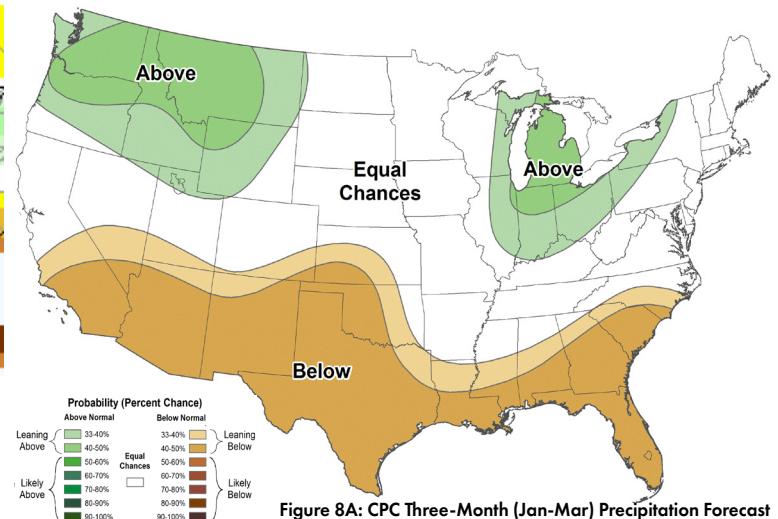 Above
Equal
Chances
Above
Below
Probability (Percent Chance)
Above Normal
Below Normal
Leaning
Above
33-40%
40-50%
50-60%
60-70%
70-80%
80-90%
90-100%
Likely
Above
Equal
Chances
33-40%
40-50%
50-60%
60-70%
70-80%
80-90%
90-100%
Leaning
Below
Likely
Below
Figure 8A: CPC Three-Month (Jan-Mar) Precipitation Forecast